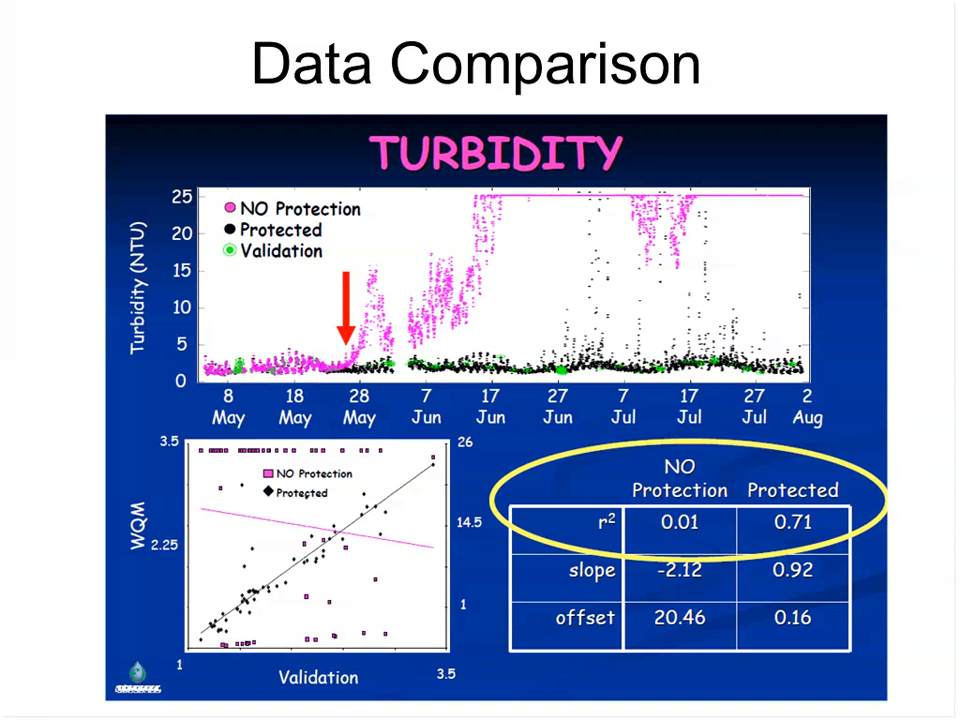 Data Comparison
TURBIDITY
Turbidity (NTU)
25
20
15
10
5
0
NO Protection
Protected
Validation
8 18 28 7 17 27 7 17 27 2
May May May Jun Jun Jun Jul Jul Jul Aug
WQM
3.5
2.25
1
26
14.5
1
NO Protection
Protected
Validation
3.5
NO
Protection Protected
r² 0.01 0.71
slope -2.12 0.92
offset 20.46 0.16